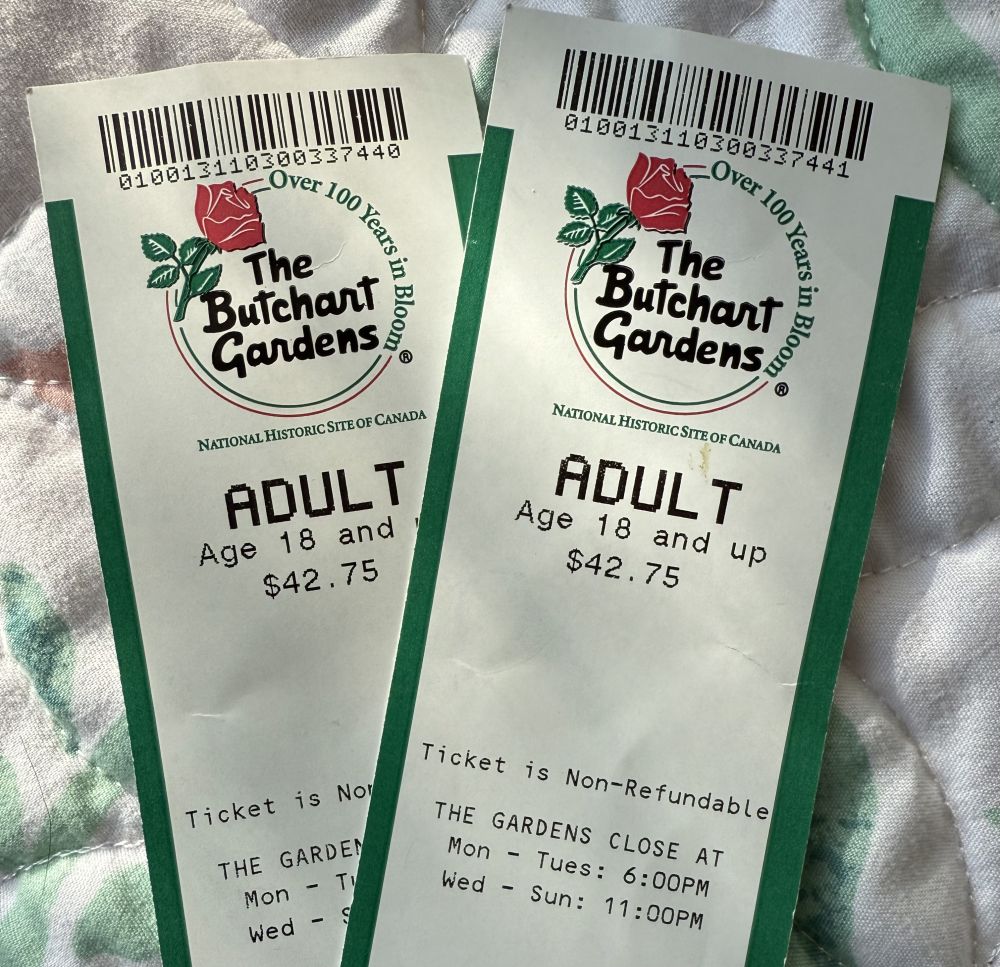 010013110300337440
Over 100 Years in Bloom
The
Butchart
Gardens®
NATIONAL HISTORIC SITE OF CANADA
ADULT
Age 18 and
$42.75
Ticket is Non
THE GARDEN
Mon - Tu
Wed - S
010013110300337441
Over 100 Years in Bloom
The
Butchart
Gardens®
NATIONAL HISTORIC SITE OF CANADA
ADULT
Age 18 and up
$42.75
Ticket is Non-Refundable
THE GARDENS CLOSE AT
Mon - Tues: 6:00PM
Wed - Sun: 11:00PM